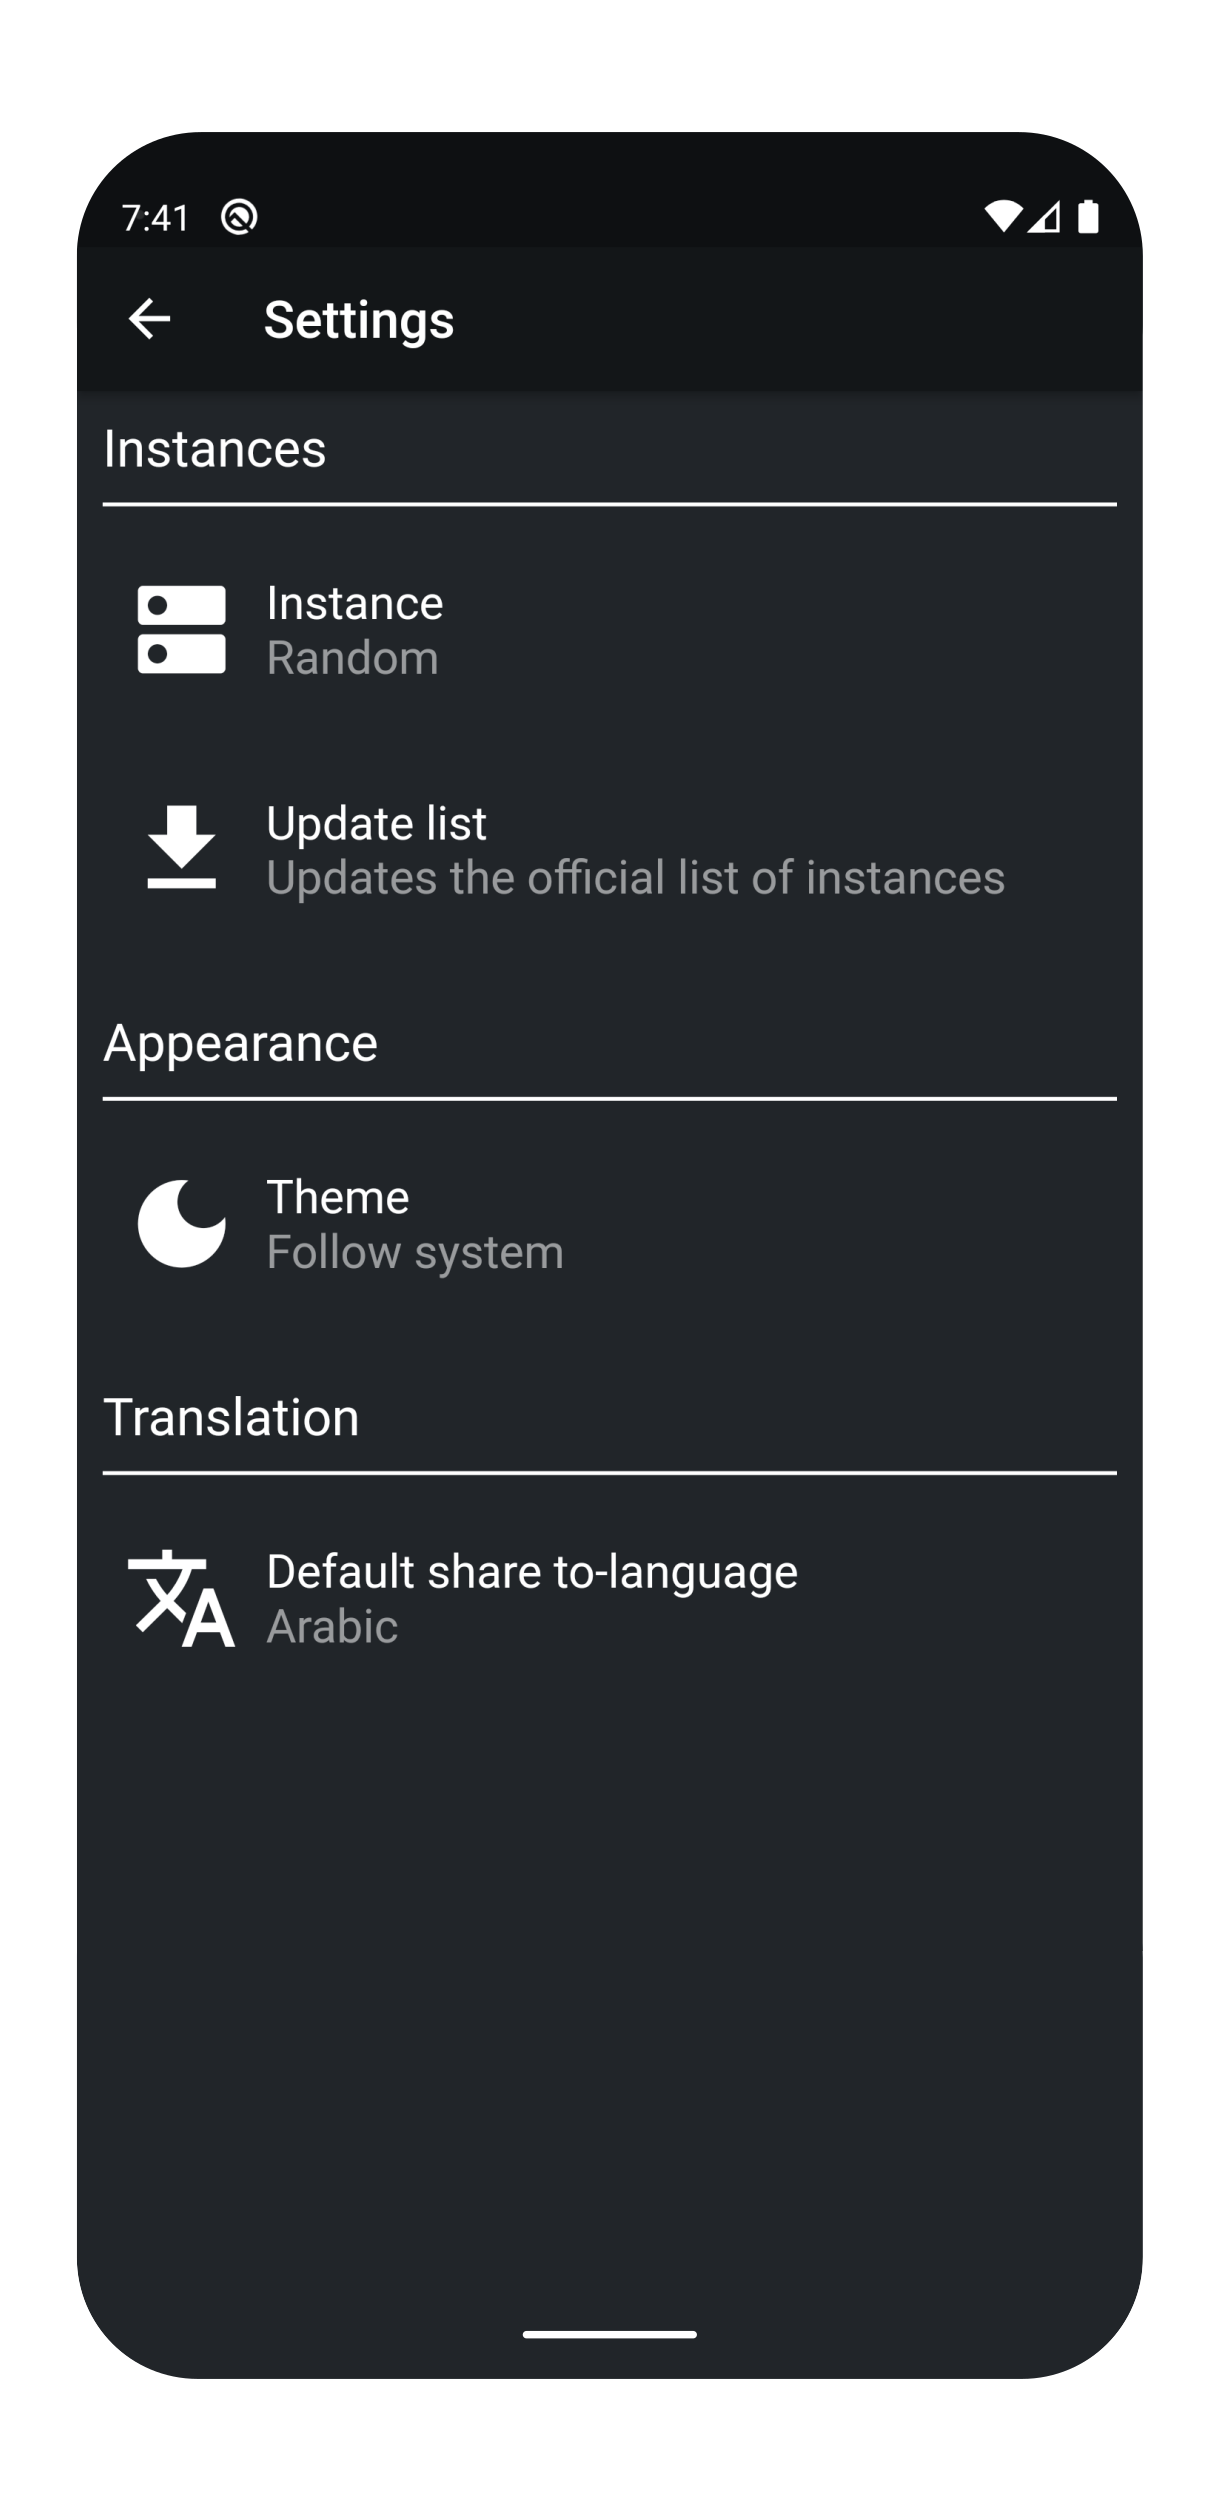 7:41
Settings
Instances
Instance
Random
Update list
Updates the official list of instances
Appearance
Theme
Follow system
Translation
Default share to-language
Arabic